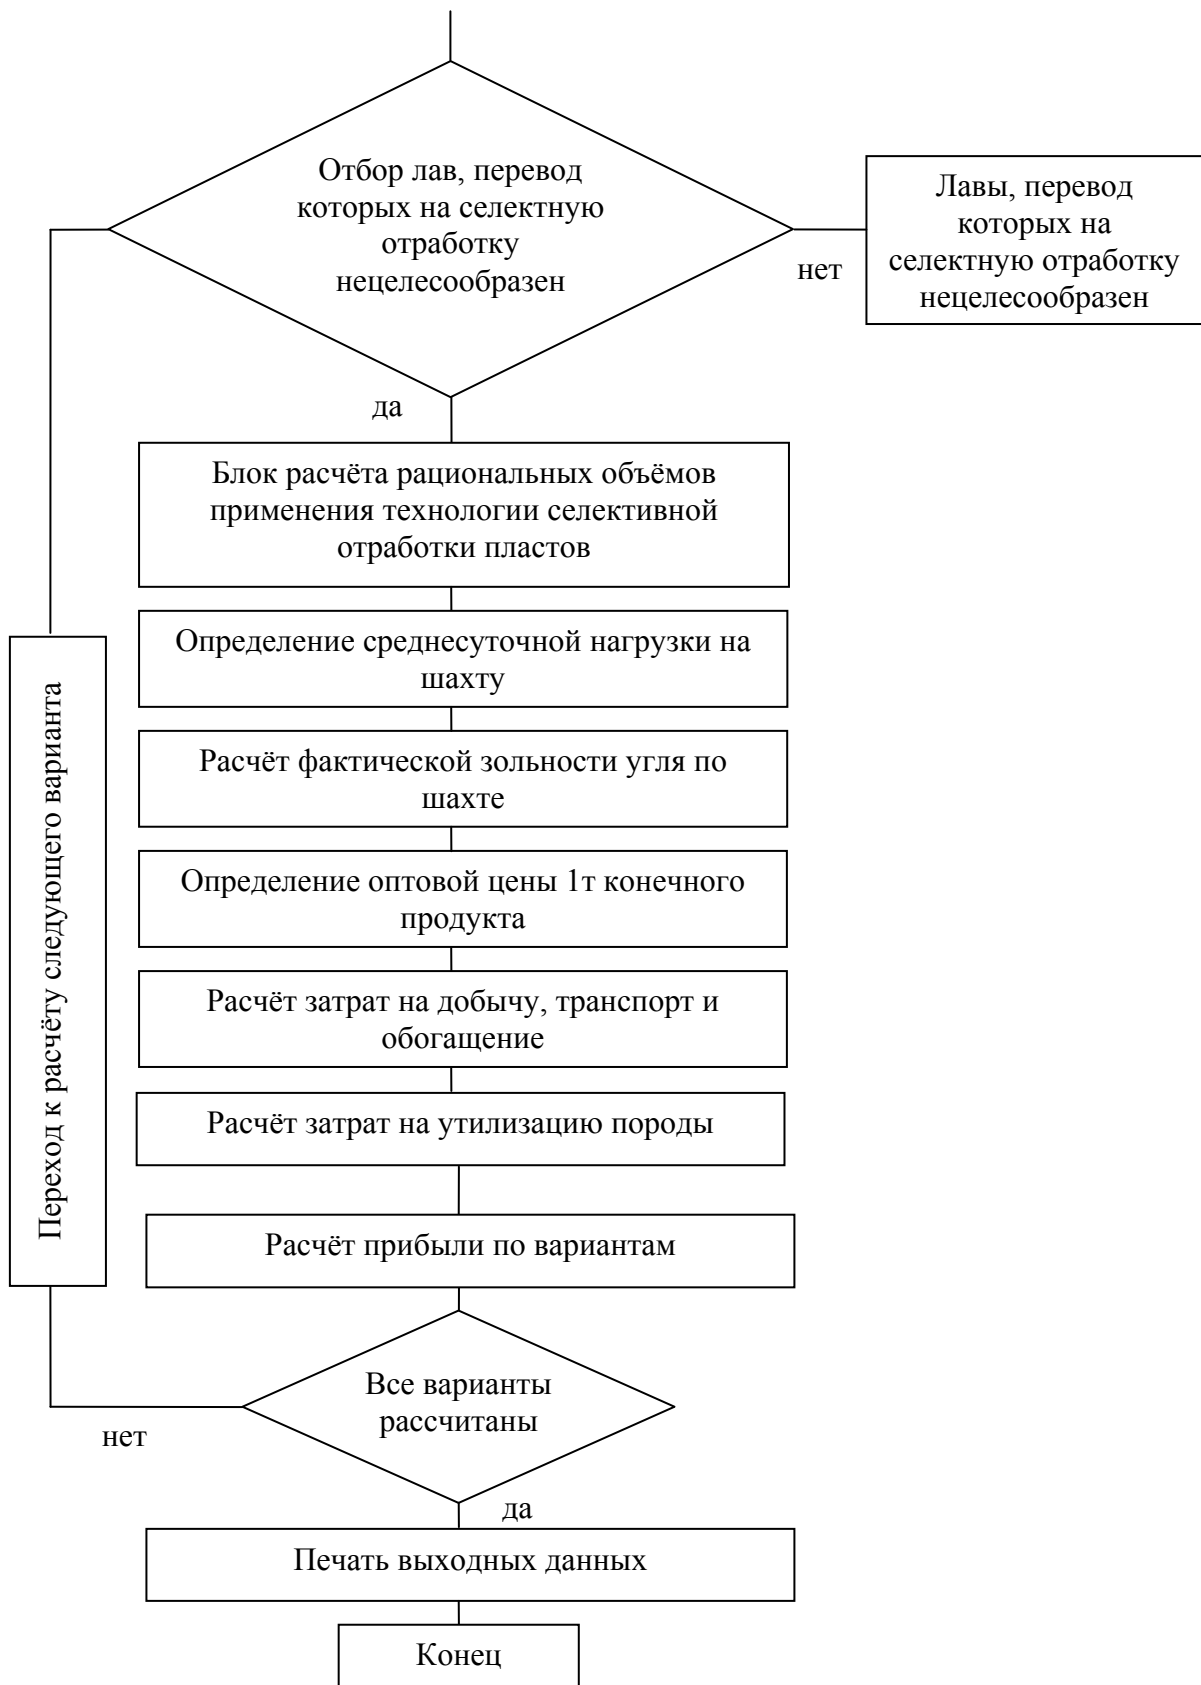 Отбор лав, перевод
которых на селектную
отработку
нецелесообразен
Лавы, перевод
которых на
селектную отработку
нецелесообразен
нет
да
Блок расчёта рациональных объёмов
применения технологии селективной
отработки пластов
Определение среднесуточной нагрузки на
шахту
Расчёт фактической зольности угля по
шахте
Определение оптовой цены 1т конечного
продукта
Расчёт затрат на добычу, транспорт и
обогащение
Расчёт затрат на утилизацию породы
Расчёт прибыли по вариантам
Переход к расчёту следующего варианта
Все варианты
рассчитаны
нет
да
Печать выходных данных
Конец